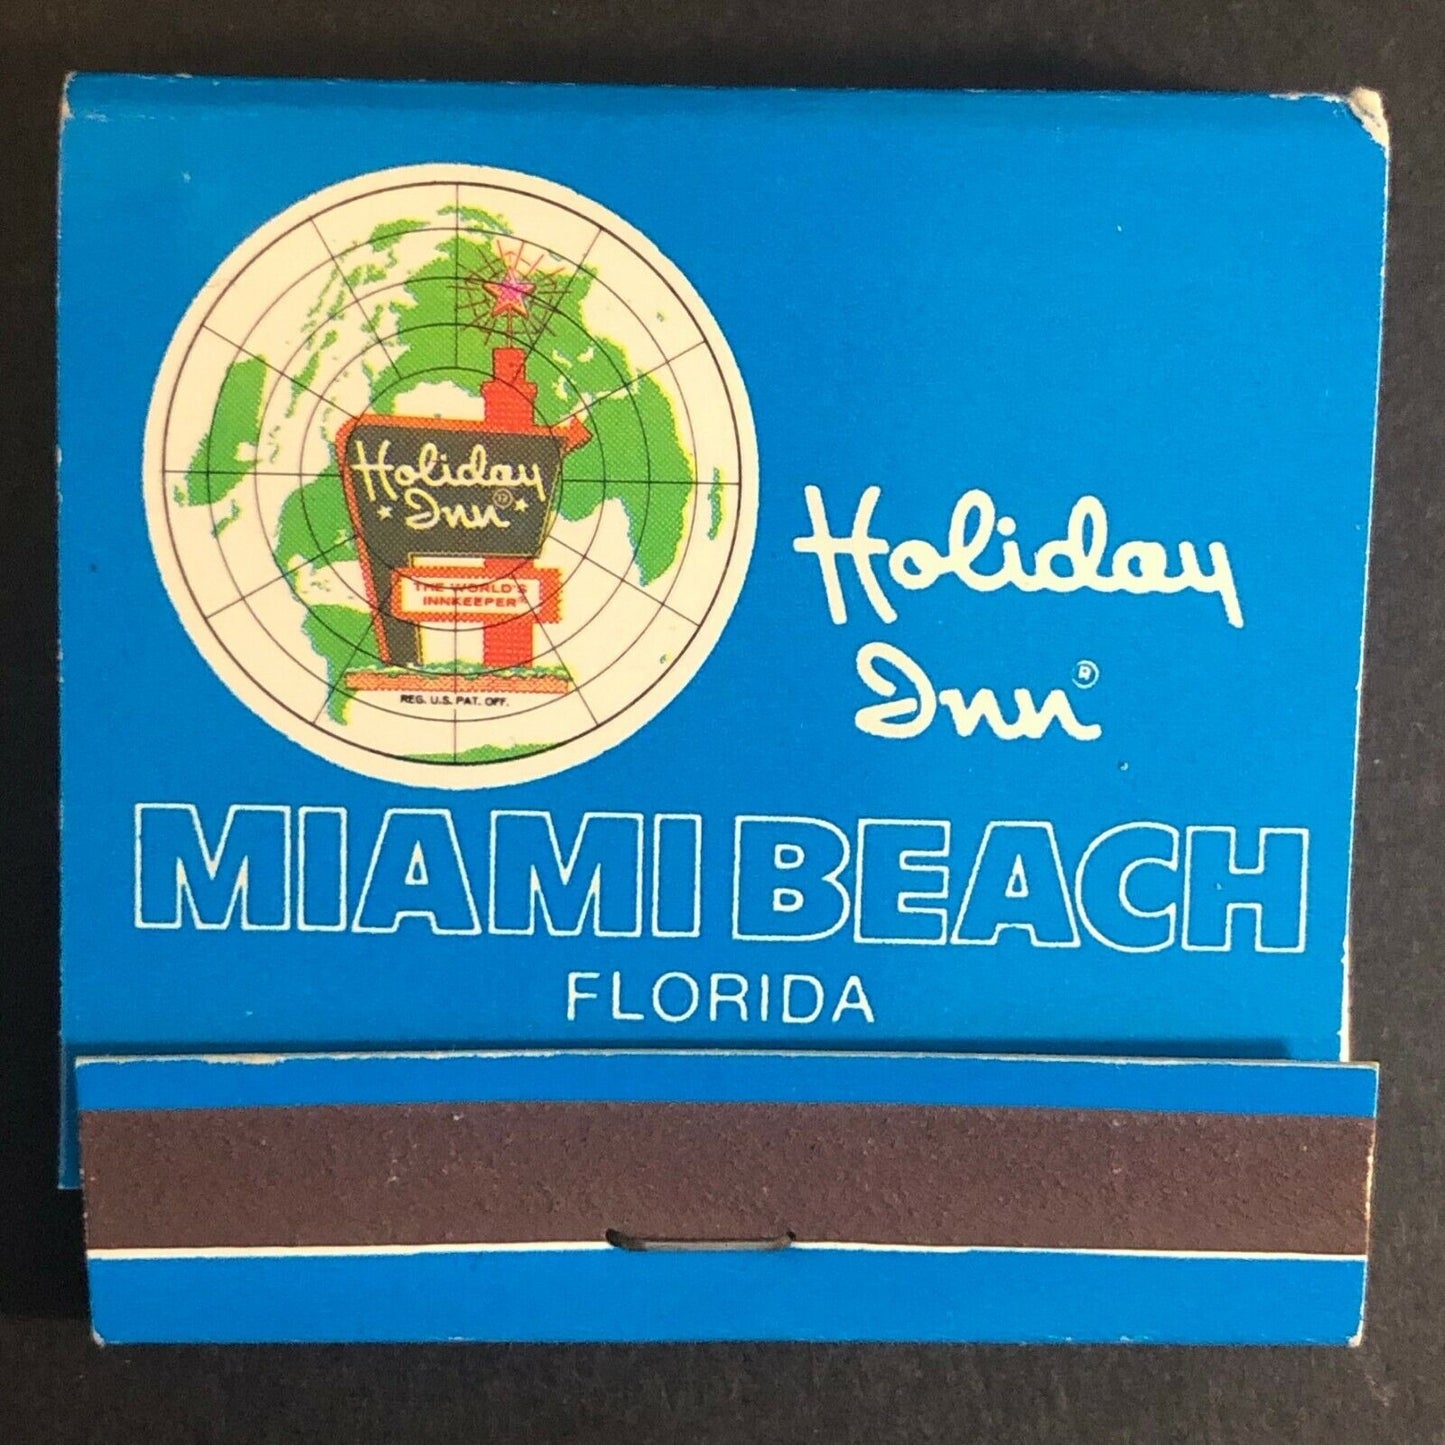 Holiday
Inn®
THE WORLD'S
INNKEEPER®
REG. U.S. PAT. OFF.
Holiday
Inn®
MIAMI BEACH
FLORIDA